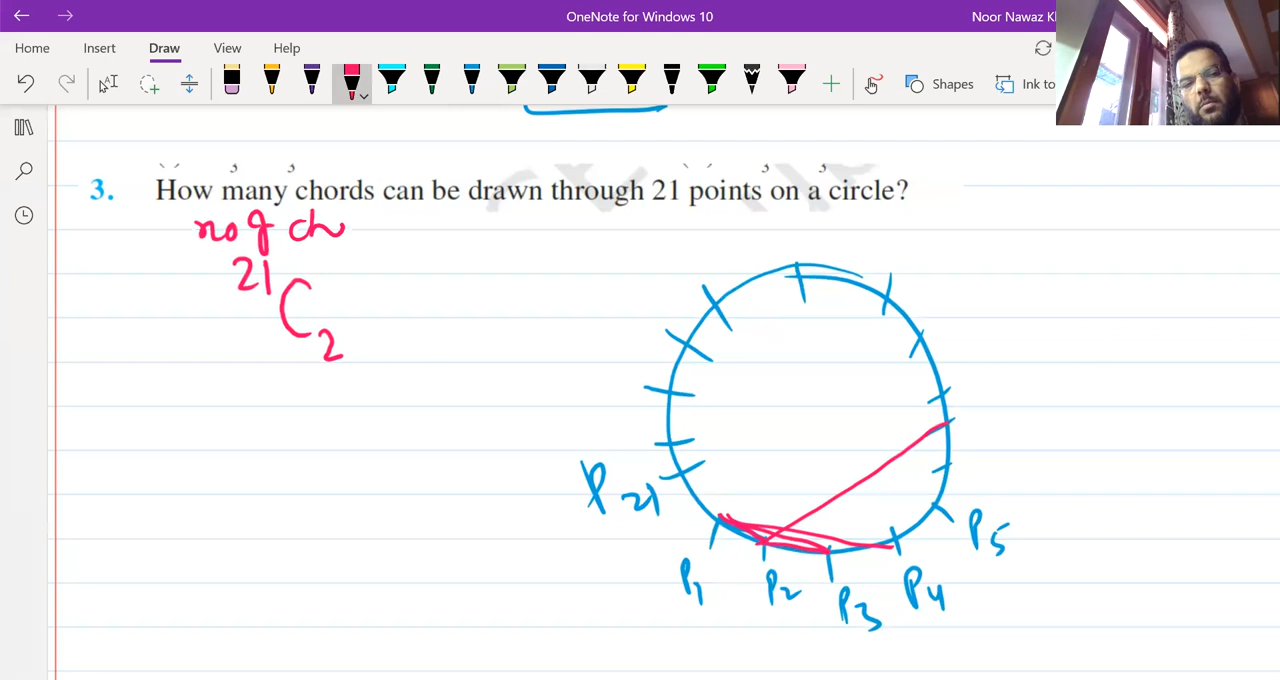 OneNote for Windows 10
Noor Nawaz Kh
Home Insert Draw View Help
Shapes
Ink to
3. How many chords can be drawn through 21 points on a circle?
no of ch
21
C
2
P21
P1
P2
P3
P4
P5